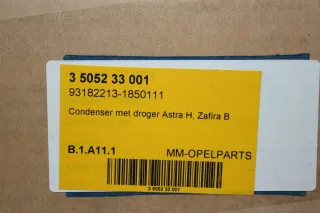 3 5052 33 001
93182213-1850111
Condenser met droger Astra H, Zafira B
B.1.A11.1 MM-OPELPARTS
3 5052 33 001